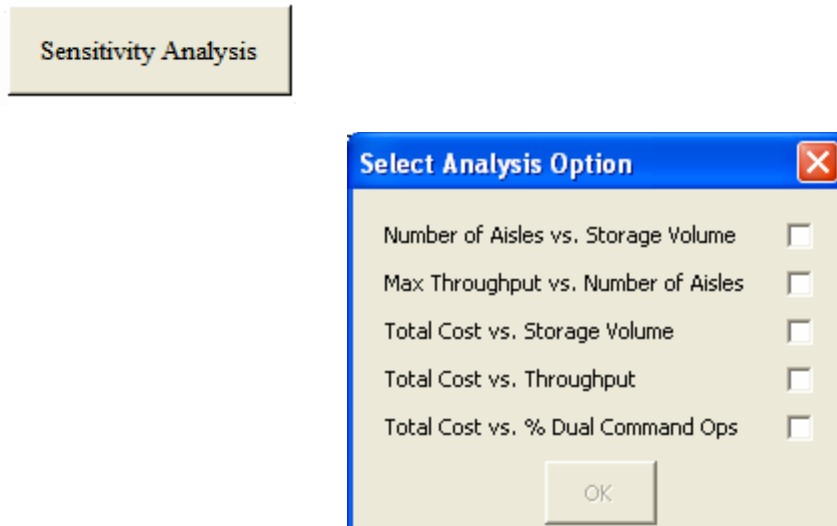 Sensitivity Analysis
Select Analysis Option
Number of Aisles vs. Storage Volume
Max Throughput vs. Number of Aisles
Total Cost vs. Storage Volume
Total Cost vs. Throughput
Total Cost vs. % Dual Command Ops
OK